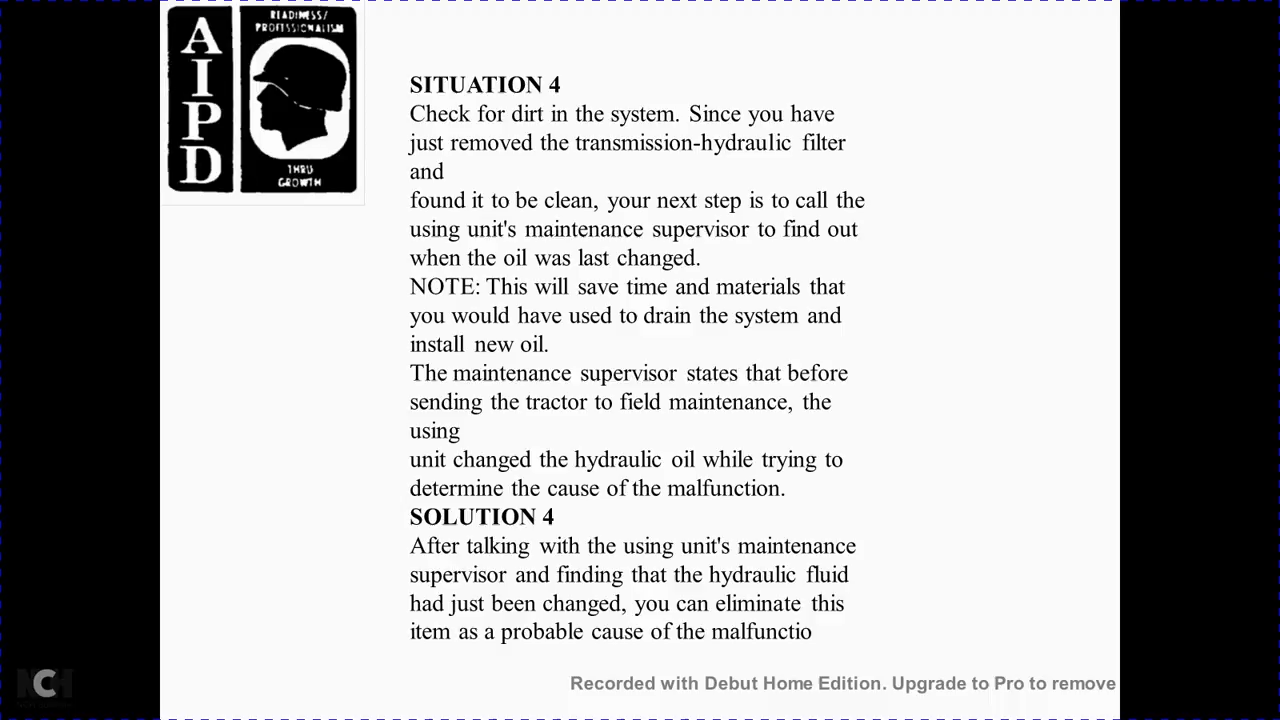 AIPD
READINESS/
PROFESSIONALISM
THRU
GROWTH
SITUATION 4
Check for dirt in the system. Since you have
just removed the transmission-hydraulic filter
and
found it to be clean, your next step is to call the
using unit's maintenance supervisor to find out
when the oil was last changed.
NOTE: This will save time and materials that
you would have used to drain the system and
install new oil.
The maintenance supervisor states that before
sending the tractor to field maintenance, the
using
unit changed the hydraulic oil while trying to
determine the cause of the malfunction.
SOLUTION 4
After talking with the using unit's maintenance
supervisor and finding that the hydraulic fluid
had just been changed, you can eliminate this
item as a probable cause of the malfunctio
NCH
Recorded with Debut Home Edition. Upgrade to Pro to remove